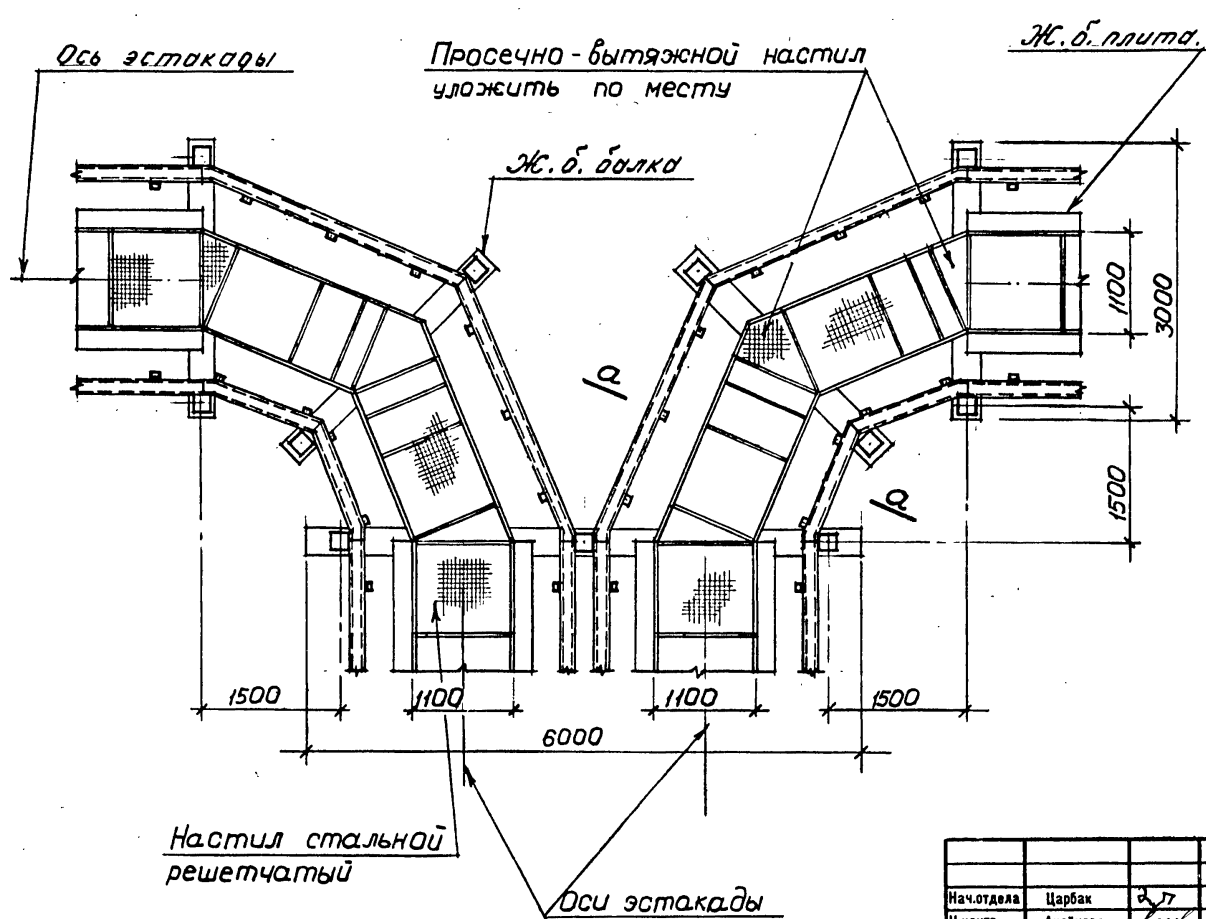 Ось эстакады
Просечно-вытяжной настил
уложить по месту
Ж.б. плита.
Ж.б. балка
1100
3000
1500
а
а
1500
1100
1100
1500
6000
Настил стальной
решетчатый
Оси эстакады
Нач.отдела Царбак